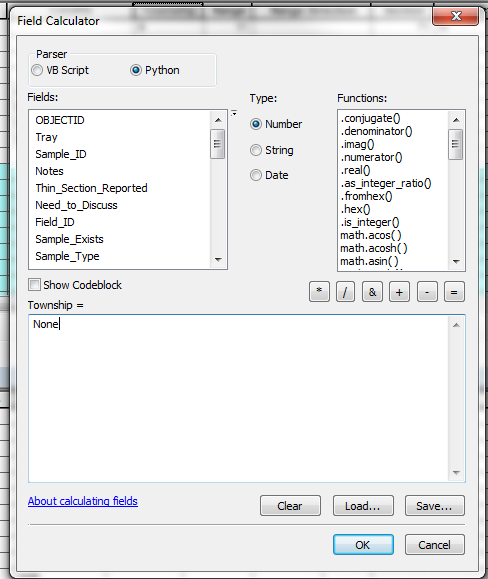 Field Calculator
Parser
VB Script
Python
Fields:
Type:
Functions:
OBJECTID
Tray
Sample_ID
Notes
Thin_Section_Reported
Need_to_Discuss
Field_ID
Sample_Exists
Sample_Type
Number
String
Date
.conjugate()
.denominator()
.imag()
.numerator()
.real()
.as_integer_ratio()
.fromhex()
.hex()
.is_integer()
math.acos( )
math.acosh( )
math.asin( )
Show Codeblock
* / & + - =
Township =
None
About calculating fields
Clear
Load...
Save...
OK
Cancel